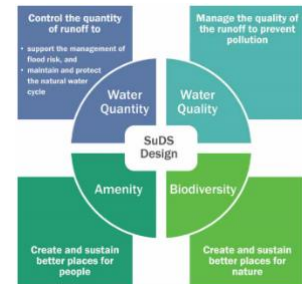 Control the quantity
of runoff to
• support the management of
flood risk, and
• maintain and protect
the natural water
cycle
Manage the quality of
the runoff to prevent
pollution
Water
Quantity
Water
Quality
SuDS
Design
Amenity
Biodiversity
Create and sustain
better places for
people
Create and sustain
better places for
nature